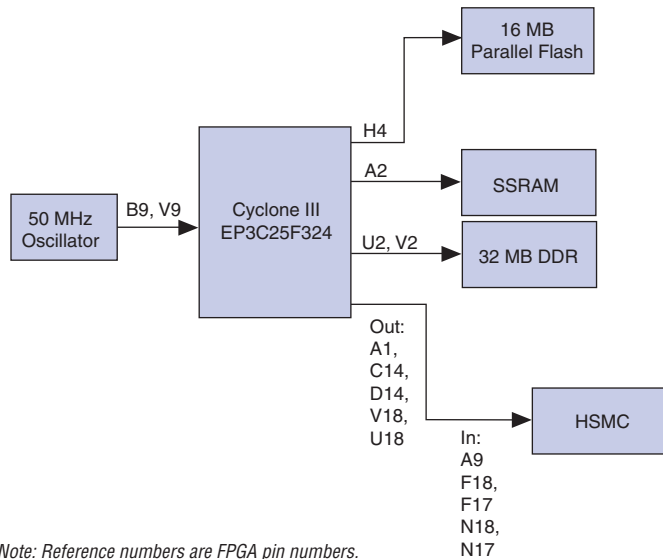 16 MB
Parallel Flash
H4
A2
SSRAM
Cyclone III
EP3C25F324
B9, V9
50 MHz
Oscillator
U2, V2
32 MB DDR
Out:
A1,
C14,
D14,
V18,
U18
HSMC
In:
A9
F18,
F17
N18,
N17
Note: Reference numbers are FPGA pin numbers.